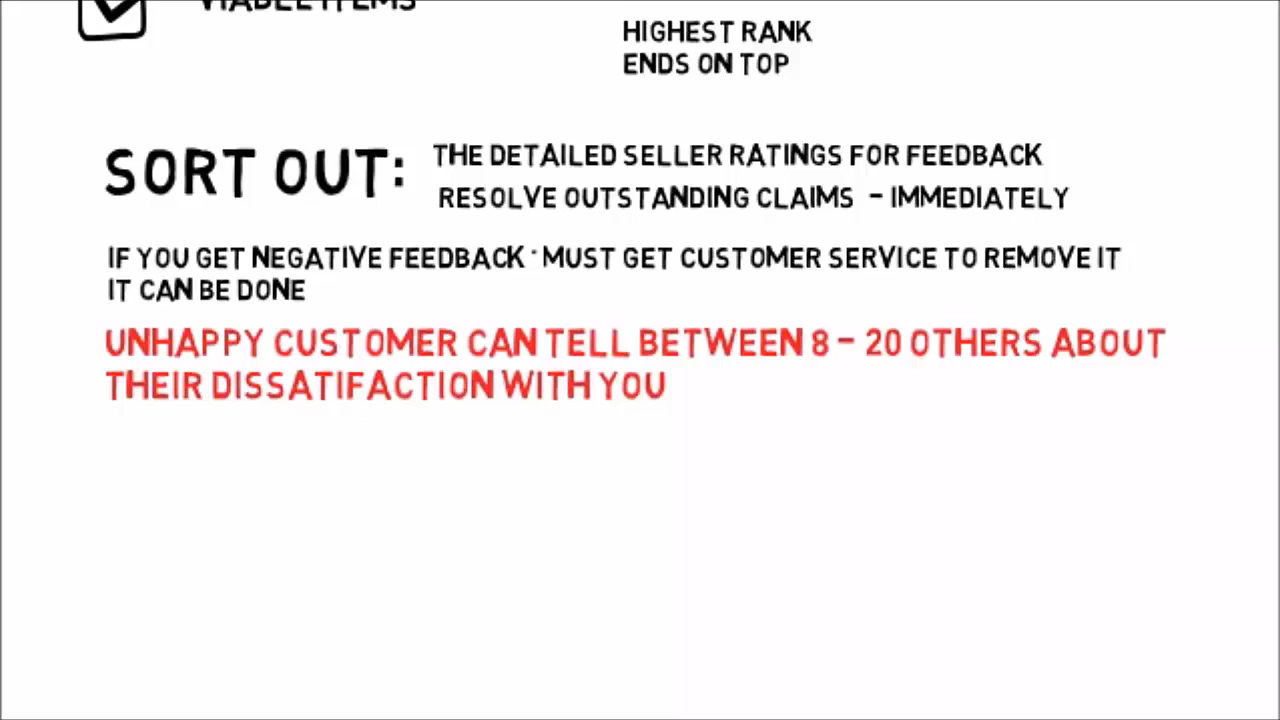 VIABLE ITEMS
HIGHEST RANK
ENDS ON TOP
SORT OUT: THE DETAILED SELLER RATINGS FOR FEEDBACK
RESOLVE OUTSTANDING CLAIMS - IMMEDIATELY
IF YOU GET NEGATIVE FEEDBACK - MUST GET CUSTOMER SERVICE TO REMOVE IT
IT CAN BE DONE
UNHAPPY CUSTOMER CAN TELL BETWEEN 8 - 20 OTHERS ABOUT
THEIR DISSATIFACTION WITH YOU